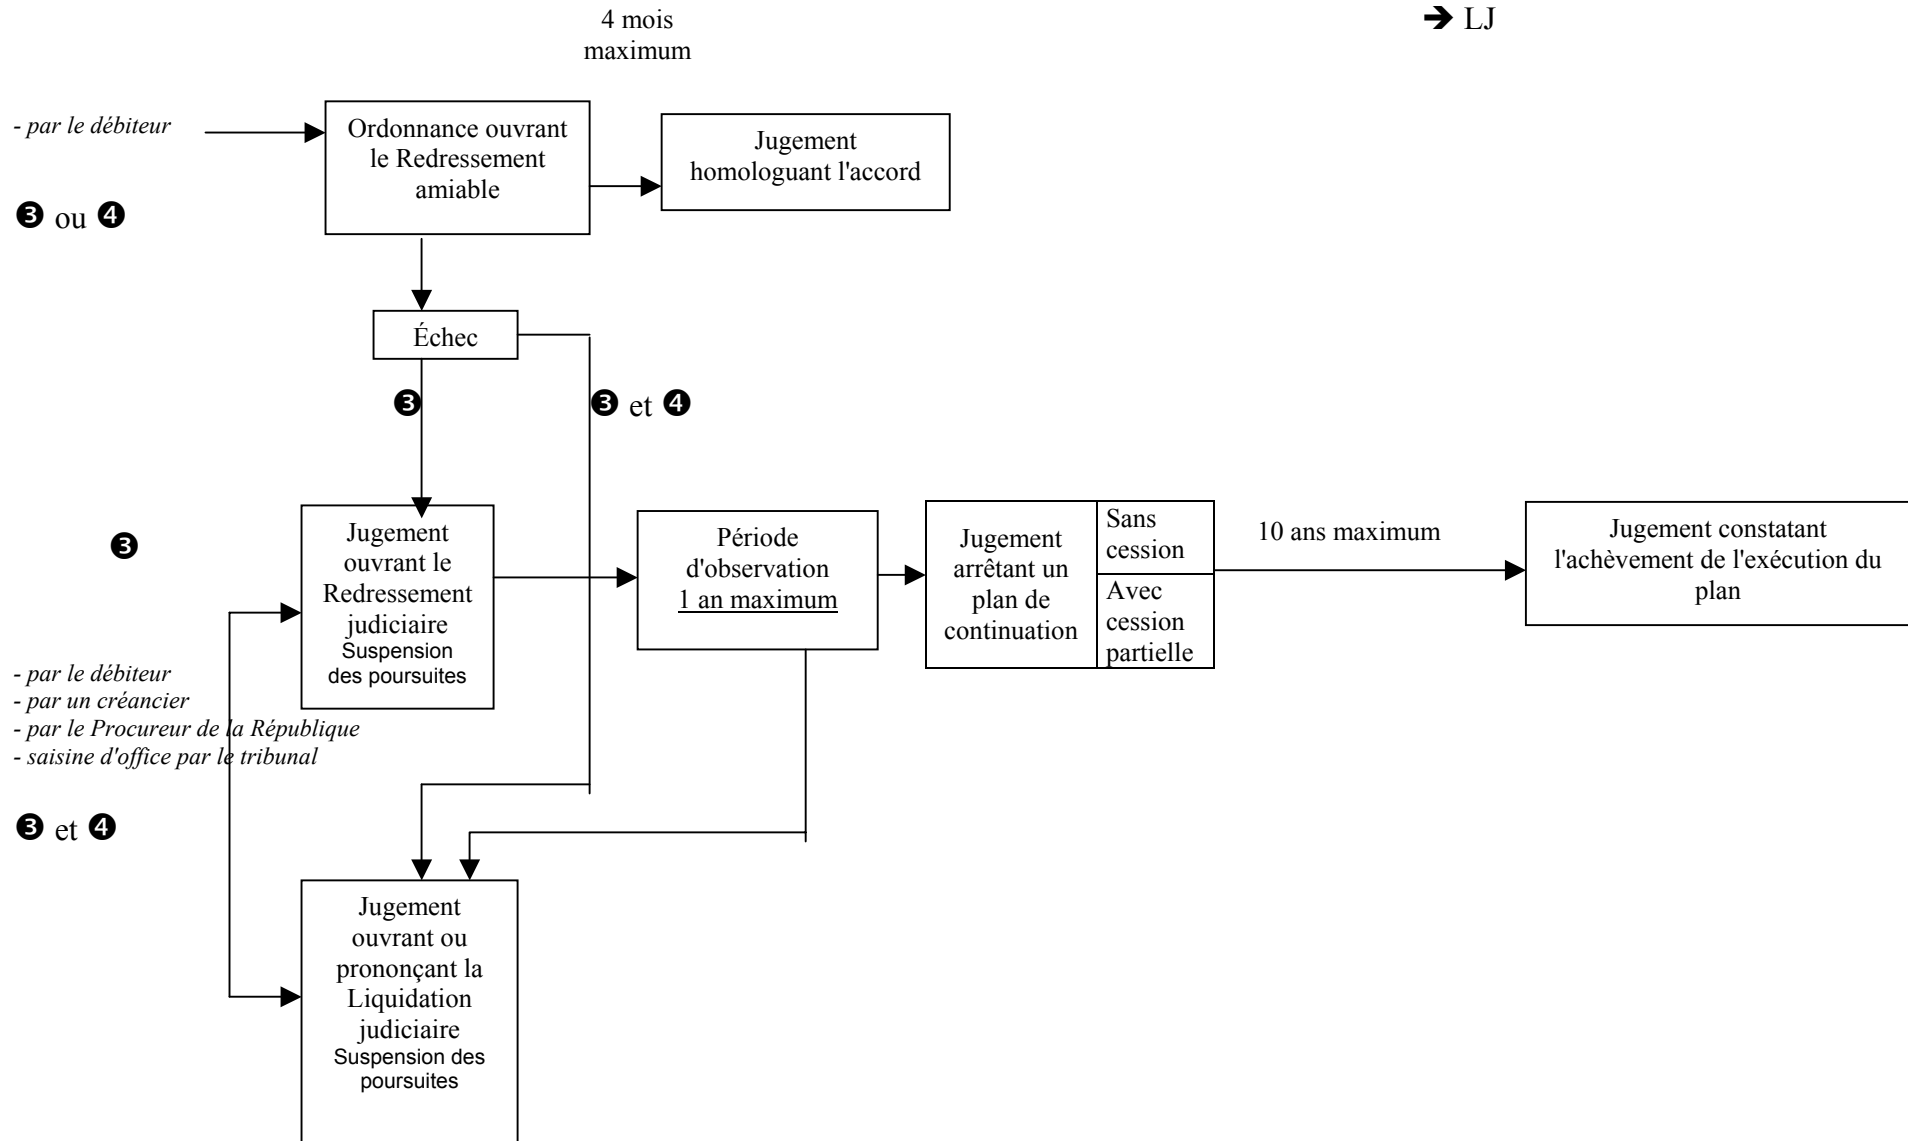 4 mois
maximum
➔ LJ
- par le débiteur
Ordonnance ouvrant
le Redressement
amiable
Jugement
homologuant l'accord
❸ ou ❹
Échec
❸
❸ et ❹
❸
Jugement
ouvrant le
Redressement
judiciaire
Suspension
des poursuites
Période
d'observation
1 an maximum
Jugement
arrêtant un
plan de
continuation
Sans
cession
Avec
cession
partielle
10 ans maximum
Jugement constatant
l'achèvement de l'exécution du
plan
- par le débiteur
- par un créancier
- par le Procureur de la République
- saisine d'office par le tribunal
❸ et ❹
Jugement
ouvrant ou
prononçant la
Liquidation
judiciaire
Suspension des
poursuites